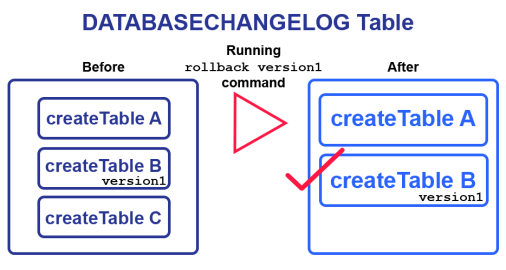 DATABASECHANGELOG Table
Running
rollback version1
command
Before
After
createTable A
createTable B
version1
createTable C
createTable A
createTable B
version1